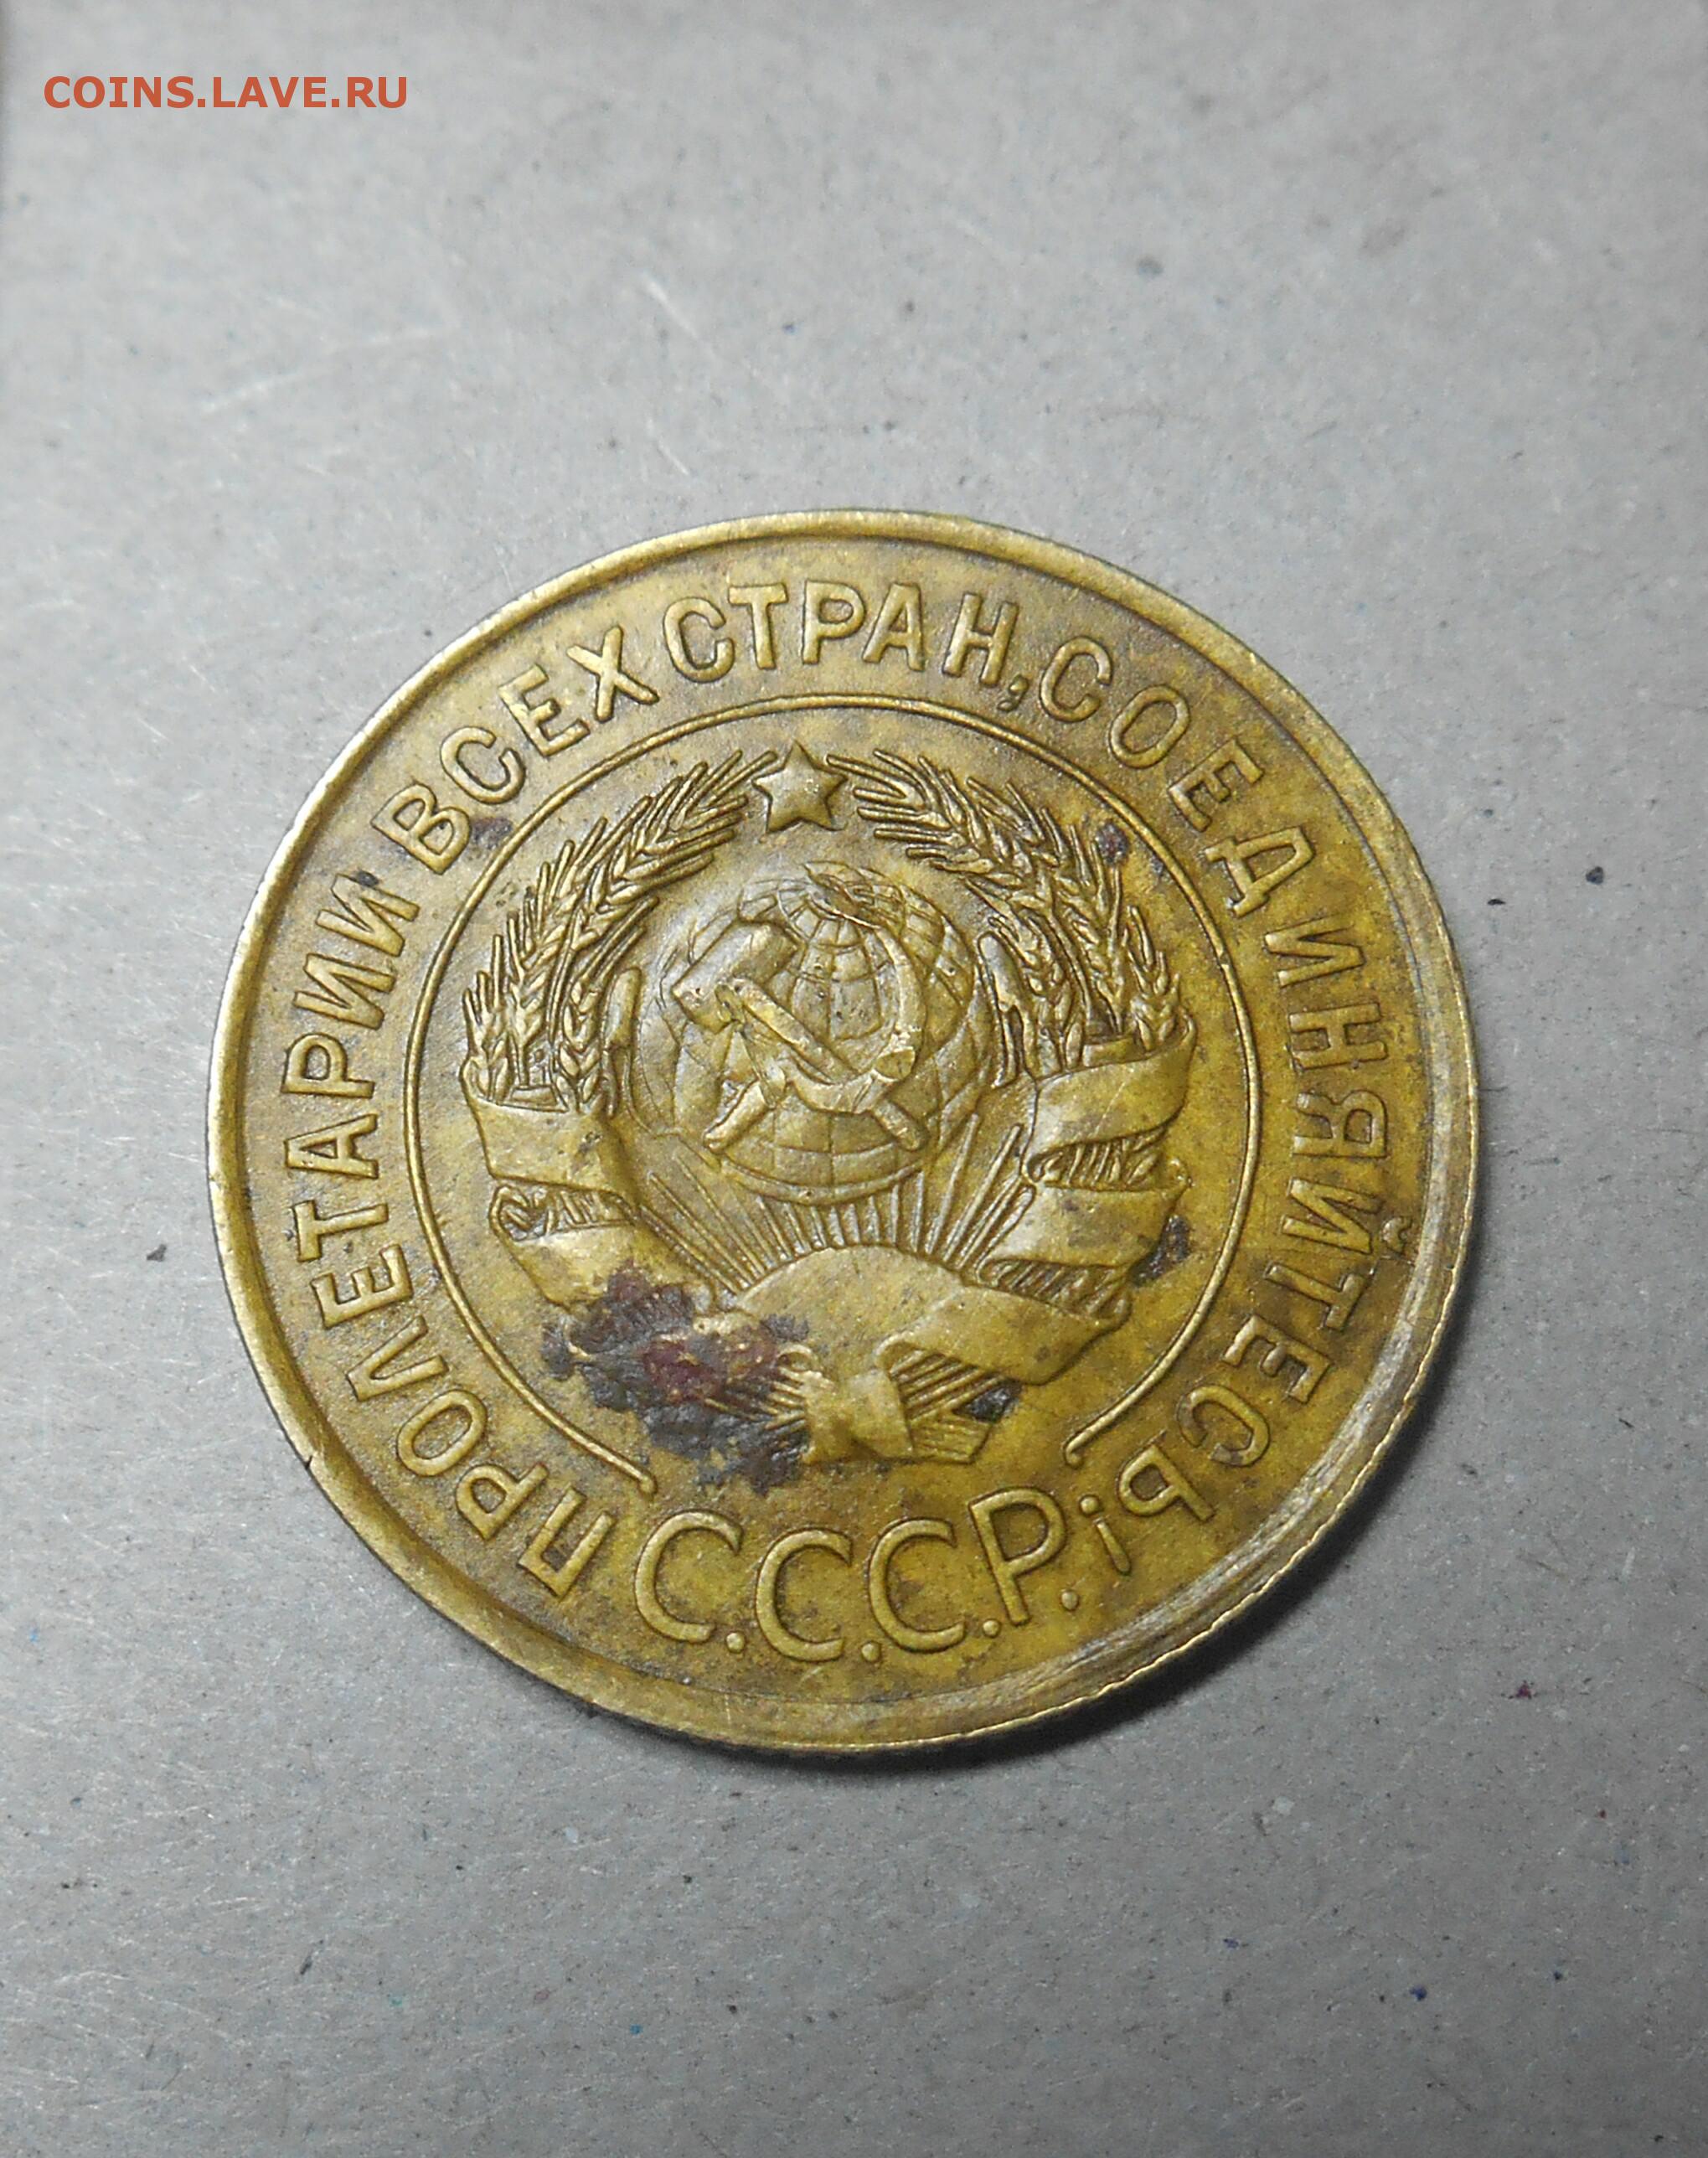 COINS.LAVE.RU
ПРОЛЕТАРИИ ВСЕХ СТРАН, СОЕДИНЯЙТЕСЬ!
С.С.С.Р.